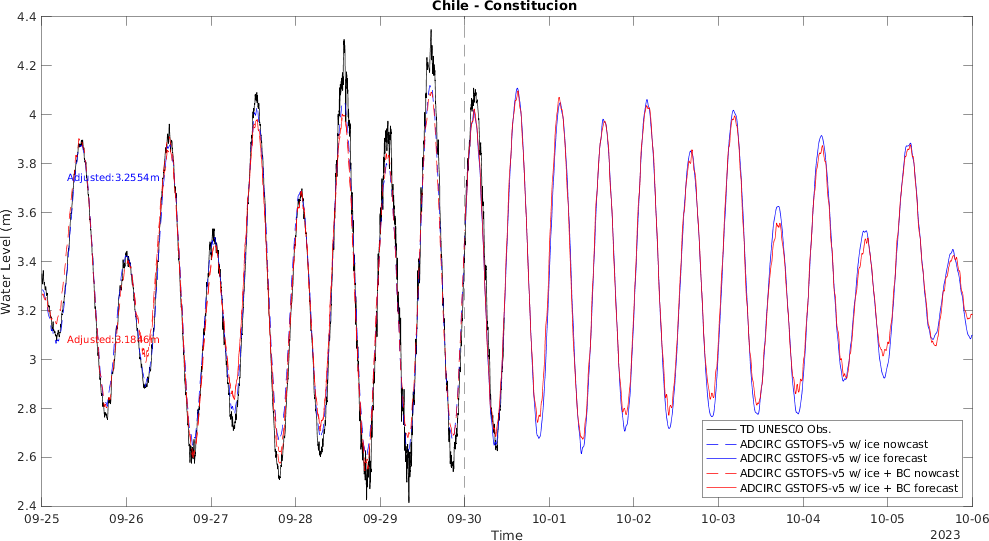 Chile - Constitucion
4.4
4.2
4
3.8
3.6
3.4
3.2
3
2.8
2.6
2.4
Water Level (m)
Adjusted:3.2554m
Adjusted:3.1846m
TD UNESCO Obs.
ADCIRC GSTOFS-v5 w/ ice nowcast
ADCIRC GSTOFS-v5 w/ ice forecast
ADCIRC GSTOFS-v5 w/ ice + BC nowcast
ADCIRC GSTOFS-v5 w/ ice + BC forecast
09-25 09-26 09-27 09-28 09-29 09-30 10-01 10-02 10-03 10-04 10-05 10-06
Time
2023